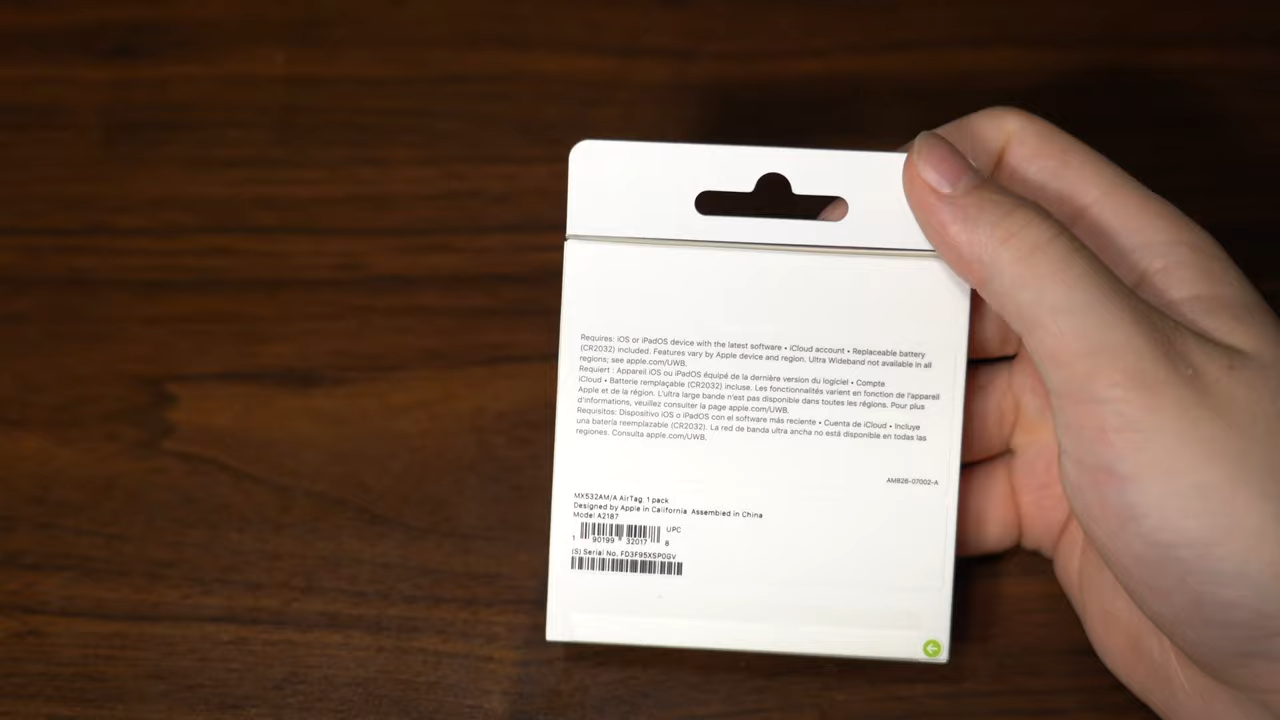 Requires: iOS or iPadOS device with the latest software • iCloud account • Replaceable battery
(CR2032) included. Features vary by Apple device and region. Ultra Wideband not available in all
regions; see apple.com/UWB.
Requiert : Appareil iOS ou iPadOS équipé de la dernière version du logiciel • Compte
iCloud • Batterie remplaçable (CR2032) incluse. Les fonctionnalités varient en fonction de l'appareil
Apple et de la région. L'ultra large bande n'est pas disponible dans toutes les régions. Pour plus
d'informations, veuillez consulter la page apple.com/UWB.
Requisitos: Dispositivo iOS o iPadOS con el software más reciente • Cuenta de iCloud • Incluye
una batería reemplazable (CR2032). La red de banda ultra ancha no está disponible en todas las
regiones. Consulta apple.com/UWB.
AM826-07002-A
MX532AM/A AirTag 1 pack
Designed by Apple in California Assembled in China
Model A2187
UPC
1 90199 32017 8
(S) Serial No. FD3F95XSP0GV